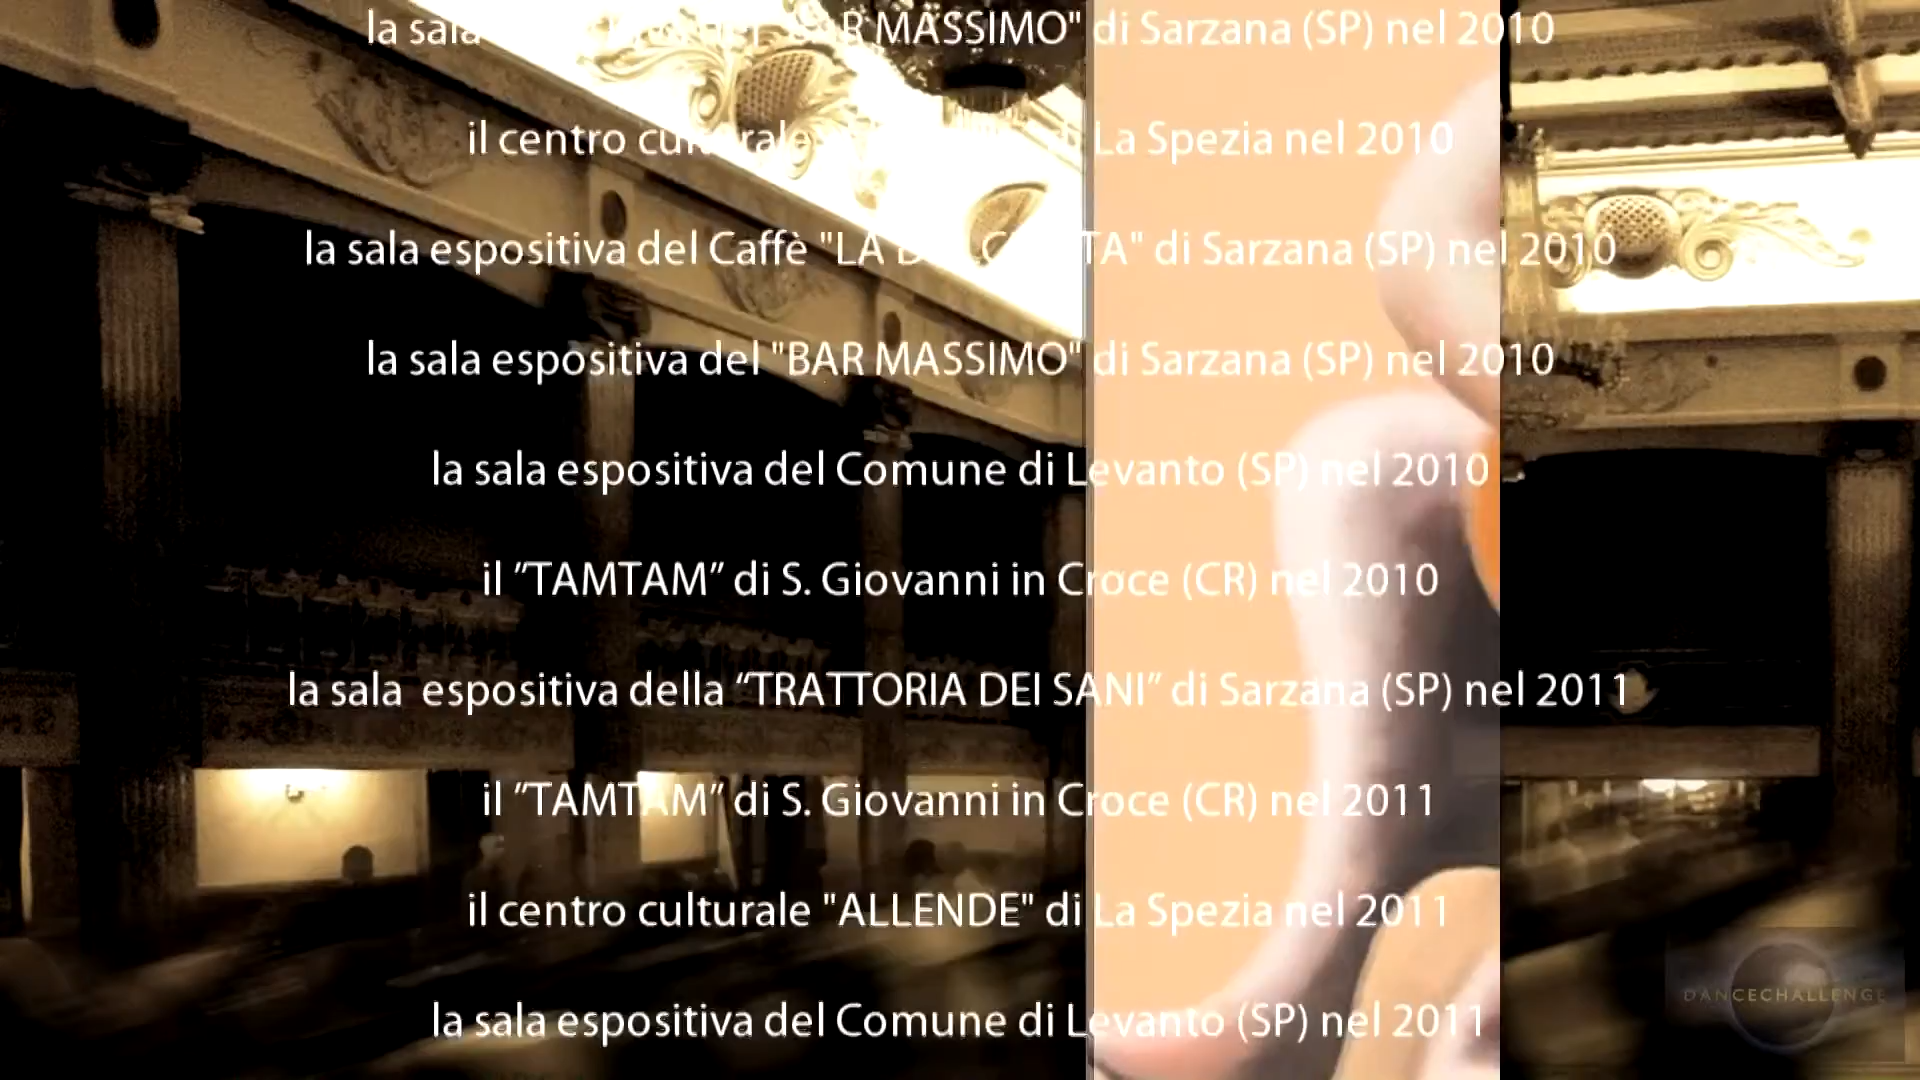 la sala "BAR MASSIMO" di Sarzana (SP) nel 2010
il centro culturale di La Spezia nel 2010
la sala espositiva del Caffè "LA di Sarzana (SP) nel 2010
la sala espositiva del "BAR MASSIMO" di Sarzana (SP) nel 2010
la sala espositiva del Comune di Levanto (SP) nel 2010
il ”TAMTAM” di S. Giovanni in Croce (CR) nel 2010
la sala espositiva della “TRATTORIA DEI SANI” di Sarzana (SP) nel 2011
il ”TAMTAM” di S. Giovanni in Croce (CR) nel 2011
il centro culturale "ALLENDE" di La Spezia nel 2011
la sala espositiva del Comune di Levanto (SP) nel 2011
DANCECHALLENGE